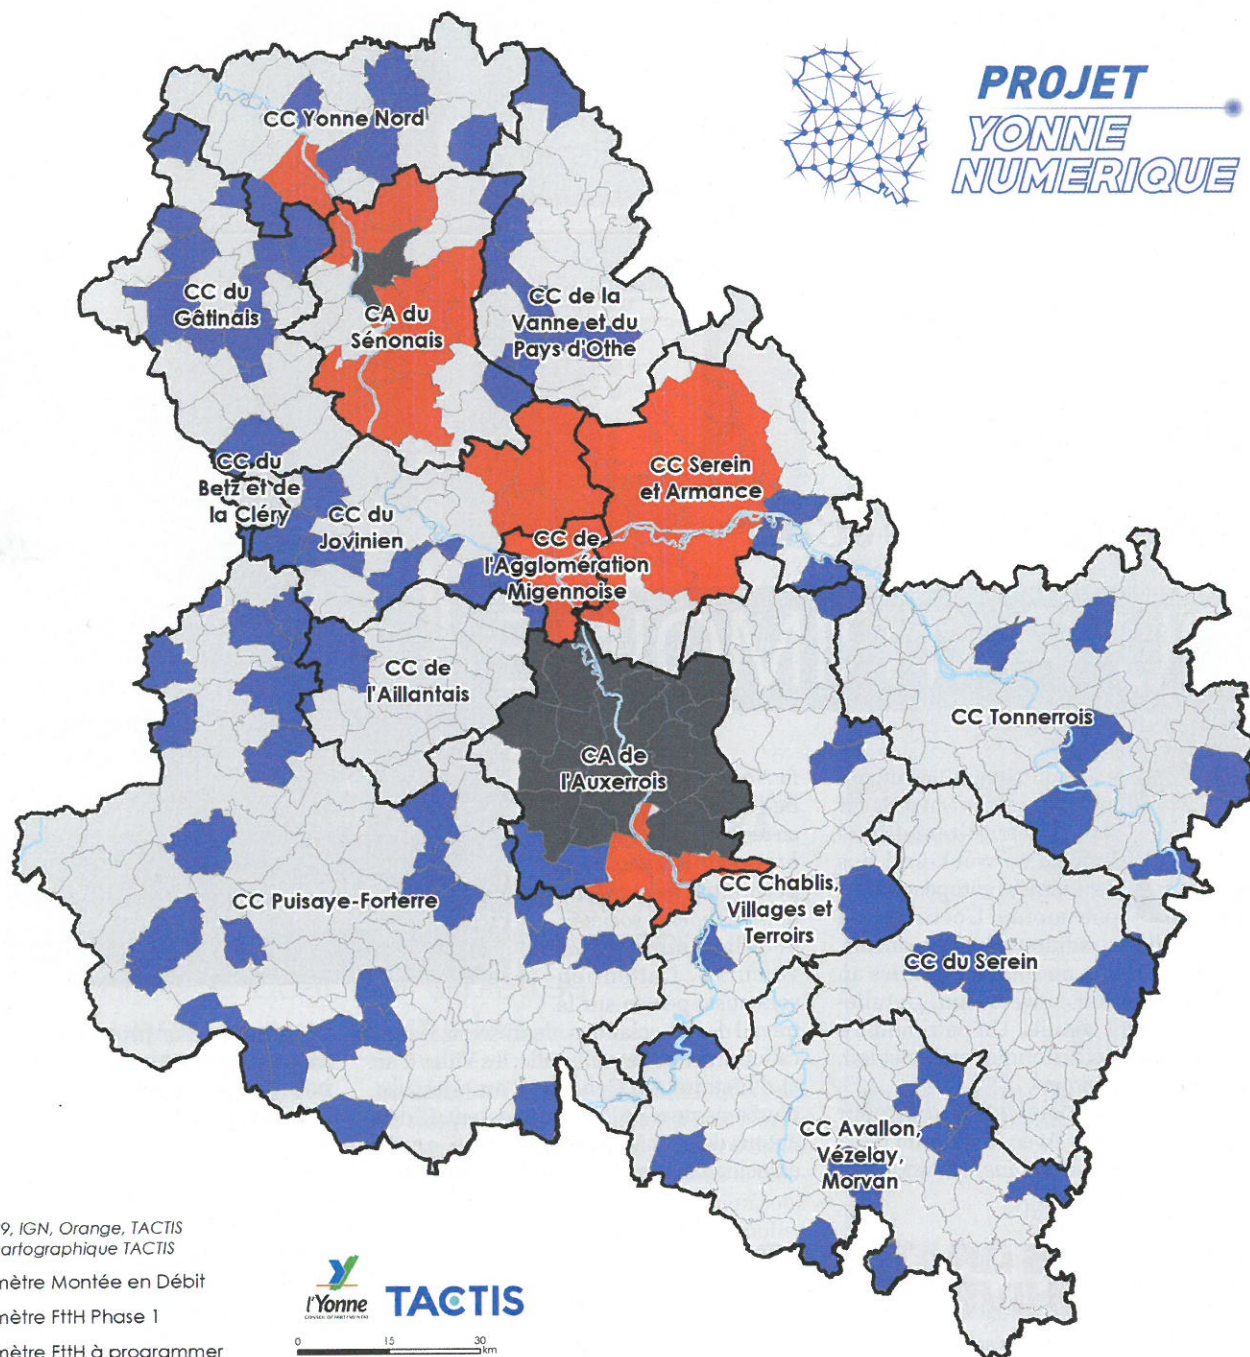 PROJET
YONNE
NUMERIQUE
CC Yonne Nord
CC du
Gâtinais
CA du
Sénonais
CC de la
Vanne et du
Pays d'Othe
CC Serein
et Armance
CC du
Betz et de
la Cléry
CC du
Jovinien
CC de
l'Agglomération
Migennoise
CC de
l'Aillantais
CC Tonnerrois
CA de
l'Auxerrois
CC Puisaye-Forterre
CC Chablis,
Villages et
Terroirs
CC du Serein
CC Avallon,
Vézelay,
Morvan
9, IGN, Orange, TACTIS
artographique TACTIS
mètre Montée en Débit
mètre FttH Phase 1
mètre FttH à programmer
l'Yonne
CONSEIL DÉPARTEMENTAL
TACTIS
0 15 30
km